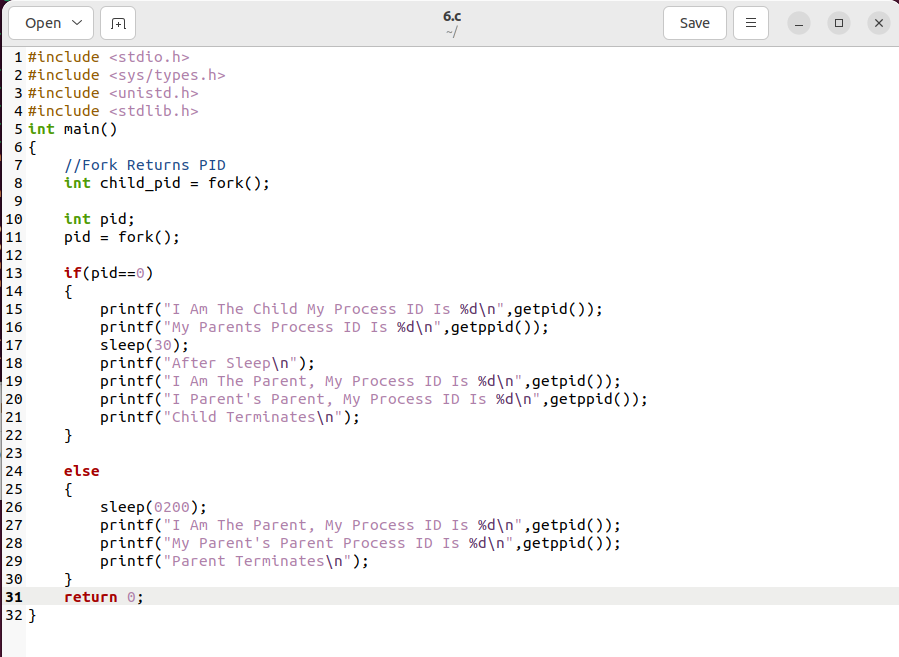 Open
6.c
~/
Save
1 #include <stdio.h>
2 #include <sys/types.h>
3 #include <unistd.h>
4 #include <stdlib.h>
5 int main()
6 {
7     //Fork Returns PID
8     int child_pid = fork();
9
10     int pid;
11     pid = fork();
12
13     if(pid==0)
14     {
15         printf("I Am The Child My Process ID Is %d\n",getpid());
16         printf("My Parents Process ID Is %d\n",getppid());
17         sleep(30);
18         printf("After Sleep\n");
19         printf("I Am The Parent, My Process ID Is %d\n",getpid());
20         printf("I Parent's Parent, My Process ID Is %d\n",getppid());
21         printf("Child Terminates\n");
22     }
23
24     else
25     {
26         sleep(0200);
27         printf("I Am The Parent, My Process ID Is %d\n",getpid());
28         printf("My Parent's Parent Process ID Is %d\n",getppid());
29         printf("Parent Terminates\n");
30     }
31     return 0;
32 }